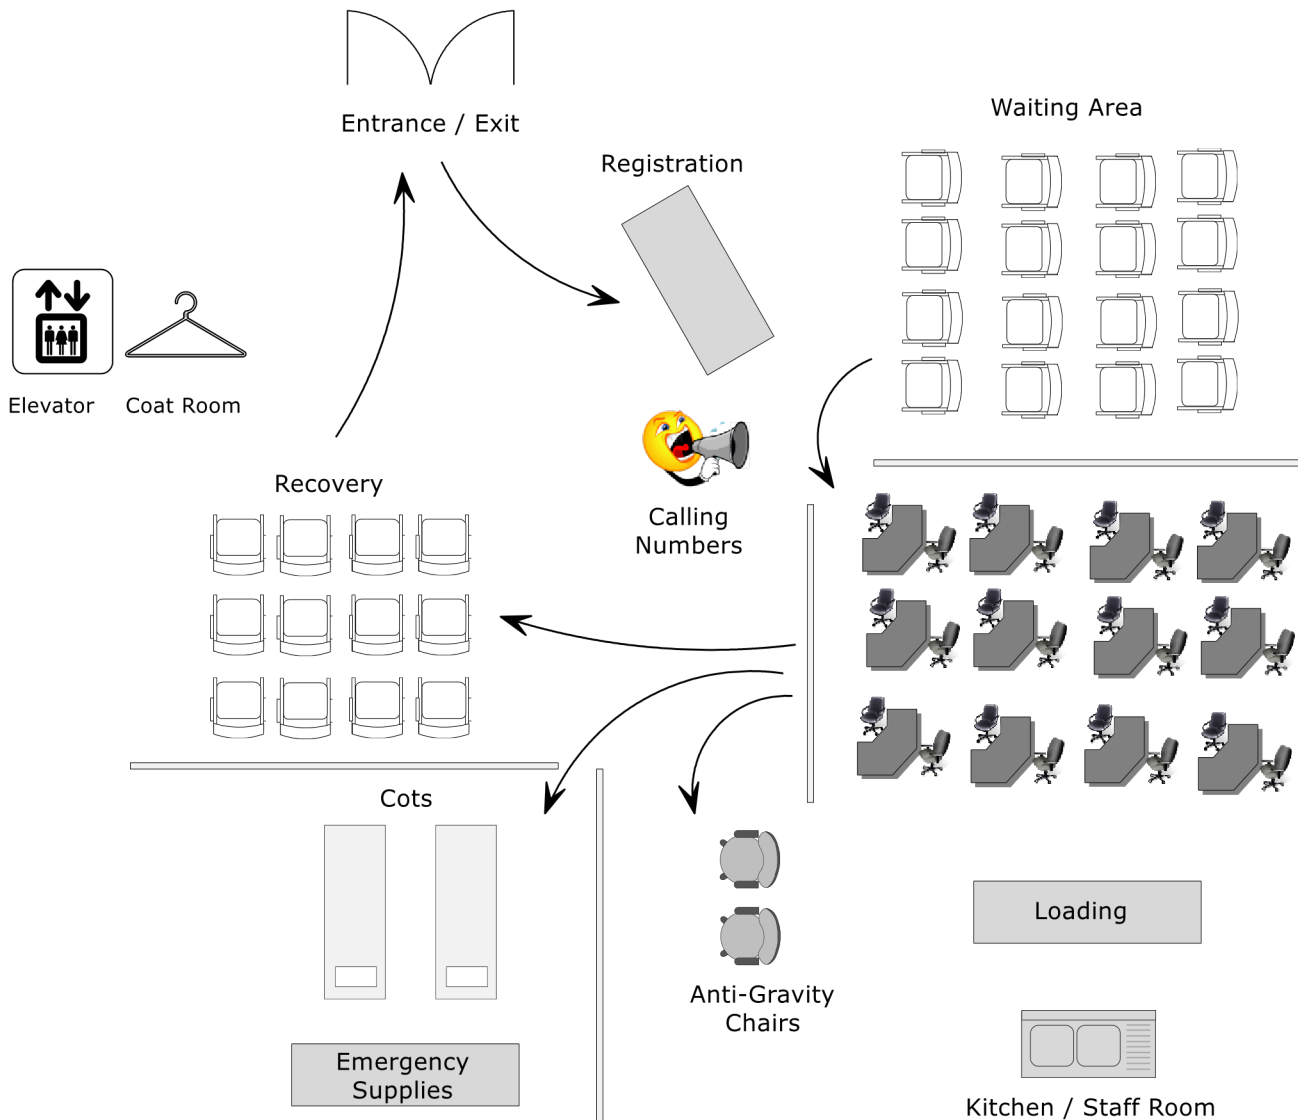 Entrance / Exit
Waiting Area
Registration
Elevator
Coat Room
Recovery
Calling
Numbers
Cots
Loading
Anti-Gravity
Chairs
Emergency
Supplies
Kitchen / Staff Room